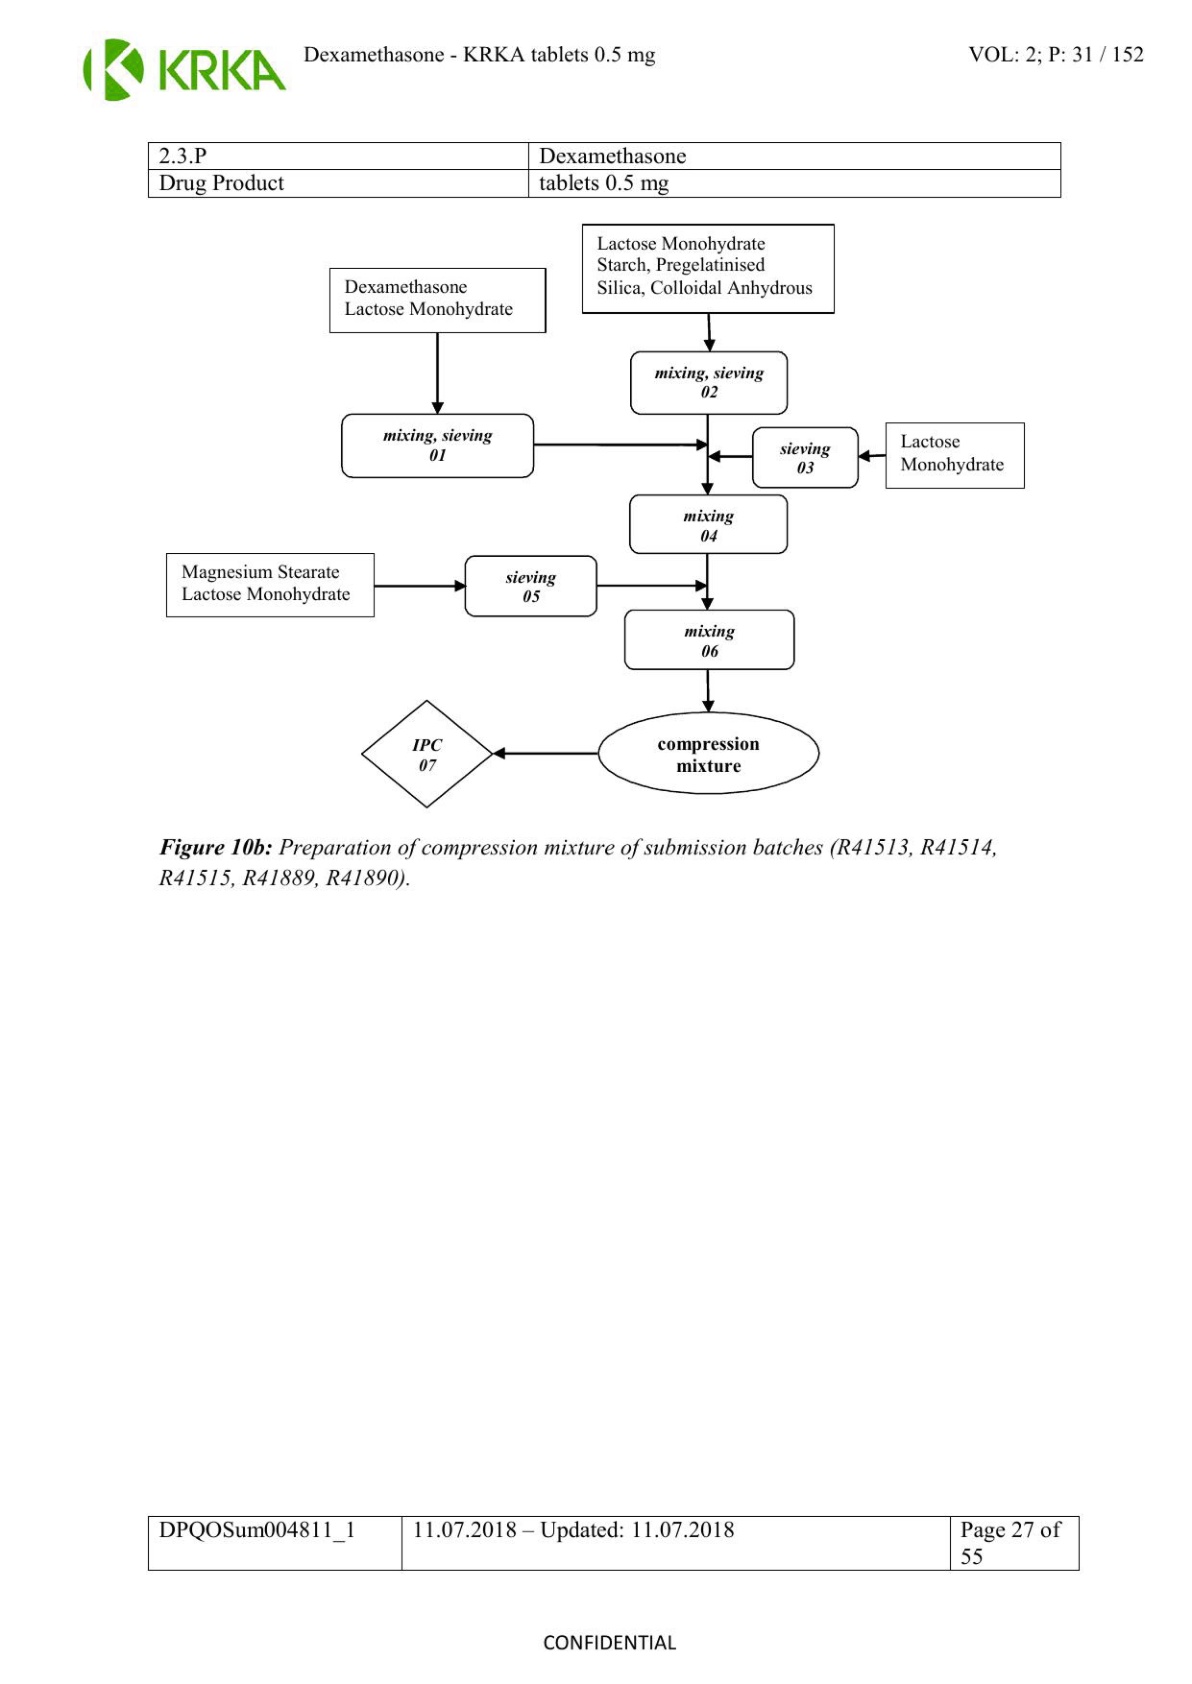 KRKA
Dexamethasone - KRKA tablets 0.5 mg
VOL: 2; P: 31 / 152
2.3.P
Dexamethasone
Drug Product
tablets 0.5 mg
Lactose Monohydrate
Starch, Pregelatinised
Silica, Colloidal Anhydrous
Dexamethasone
Lactose Monohydrate
mixing, sieving
02
mixing, sieving
01
sieving
03
Lactose
Monohydrate
mixing
04
Magnesium Stearate
Lactose Monohydrate
sieving
05
mixing
06
IPC
07
compression
mixture
Figure 10b: Preparation of compression mixture of submission batches (R41513, R41514,
R41515, R41889, R41890).
DPQOSum004811_1
11.07.2018 – Updated: 11.07.2018
Page 27 of
55
CONFIDENTIAL